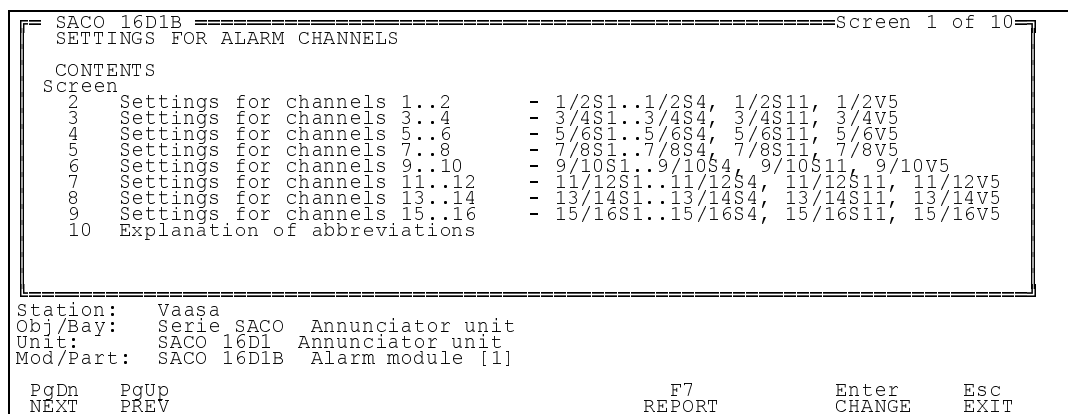 SACO 16D1B Screen 1 of 10
SETTINGS FOR ALARM CHANNELS
CONTENTS
Screen
2 Settings for channels 1..2 - 1/2S1..1/2S4, 1/2S11, 1/2V5
3 Settings for channels 3..4 - 3/4S1..3/4S4, 3/4S11, 3/4V5
4 Settings for channels 5..6 - 5/6S1..5/6S4, 5/6S11, 5/6V5
5 Settings for channels 7..8 - 7/8S1..7/8S4, 7/8S11, 7/8V5
6 Settings for channels 9..10 - 9/10S1..9/10S4, 9/10S11, 9/10V5
7 Settings for channels 11..12 - 11/12S1..11/12S4, 11/12S11, 11/12V5
8 Settings for channels 13..14 - 13/14S1..13/14S4, 13/14S11, 13/14V5
9 Settings for channels 15..16 - 15/16S1..15/16S4, 15/16S11, 15/16V5
10 Explanation of abbreviations
Station: Vaasa
Obj/Bay: Serie SACO Annunciator unit
Unit: SACO 16D1 Annunciator unit
Mod/Part: SACO 16D1B Alarm module [1]
PgDn PgUp F7 Enter Esc
NEXT PREV REPORT CHANGE EXIT